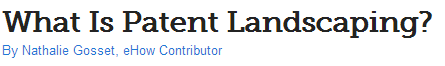 What Is Patent Landscaping?
By Nathalie Gosset, eHow Contributor